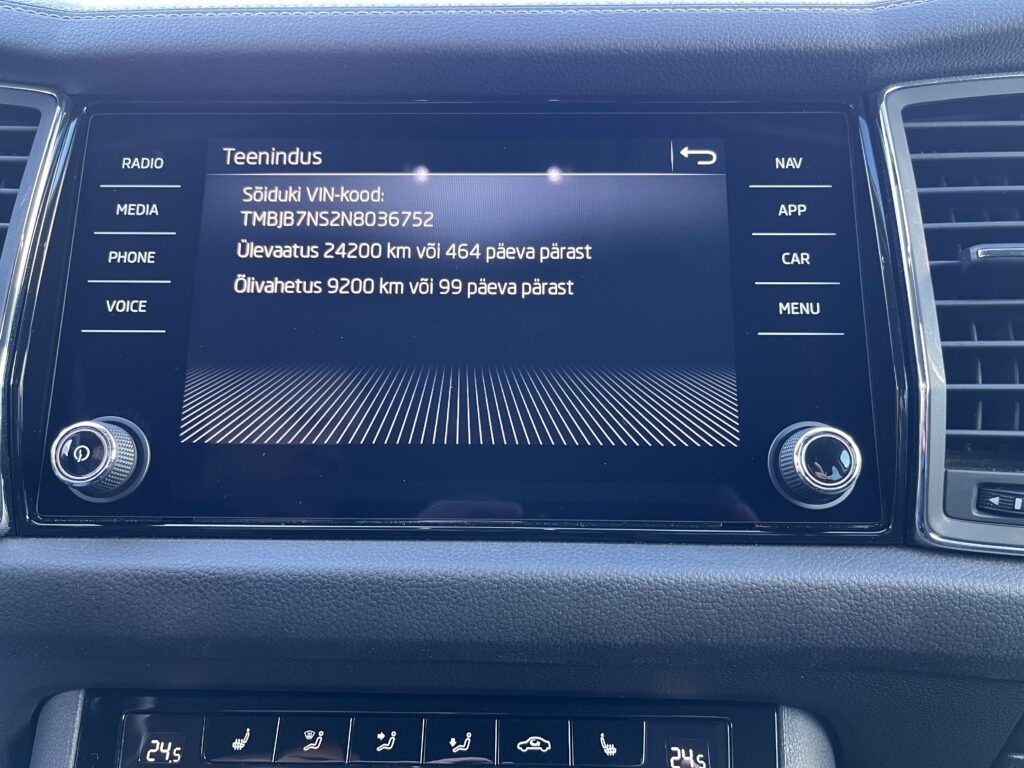 Teenindus
Sõiduki VIN-kood:
TMBJB7NS2N8036752
Ülevaatus 24200 km või 464 päeva pärast
Õlivahetus 9200 km või 99 päeva pärast
RADIO
MEDIA
PHONE
VOICE
NAV
APP
CAR
MENU
24.5
24.5